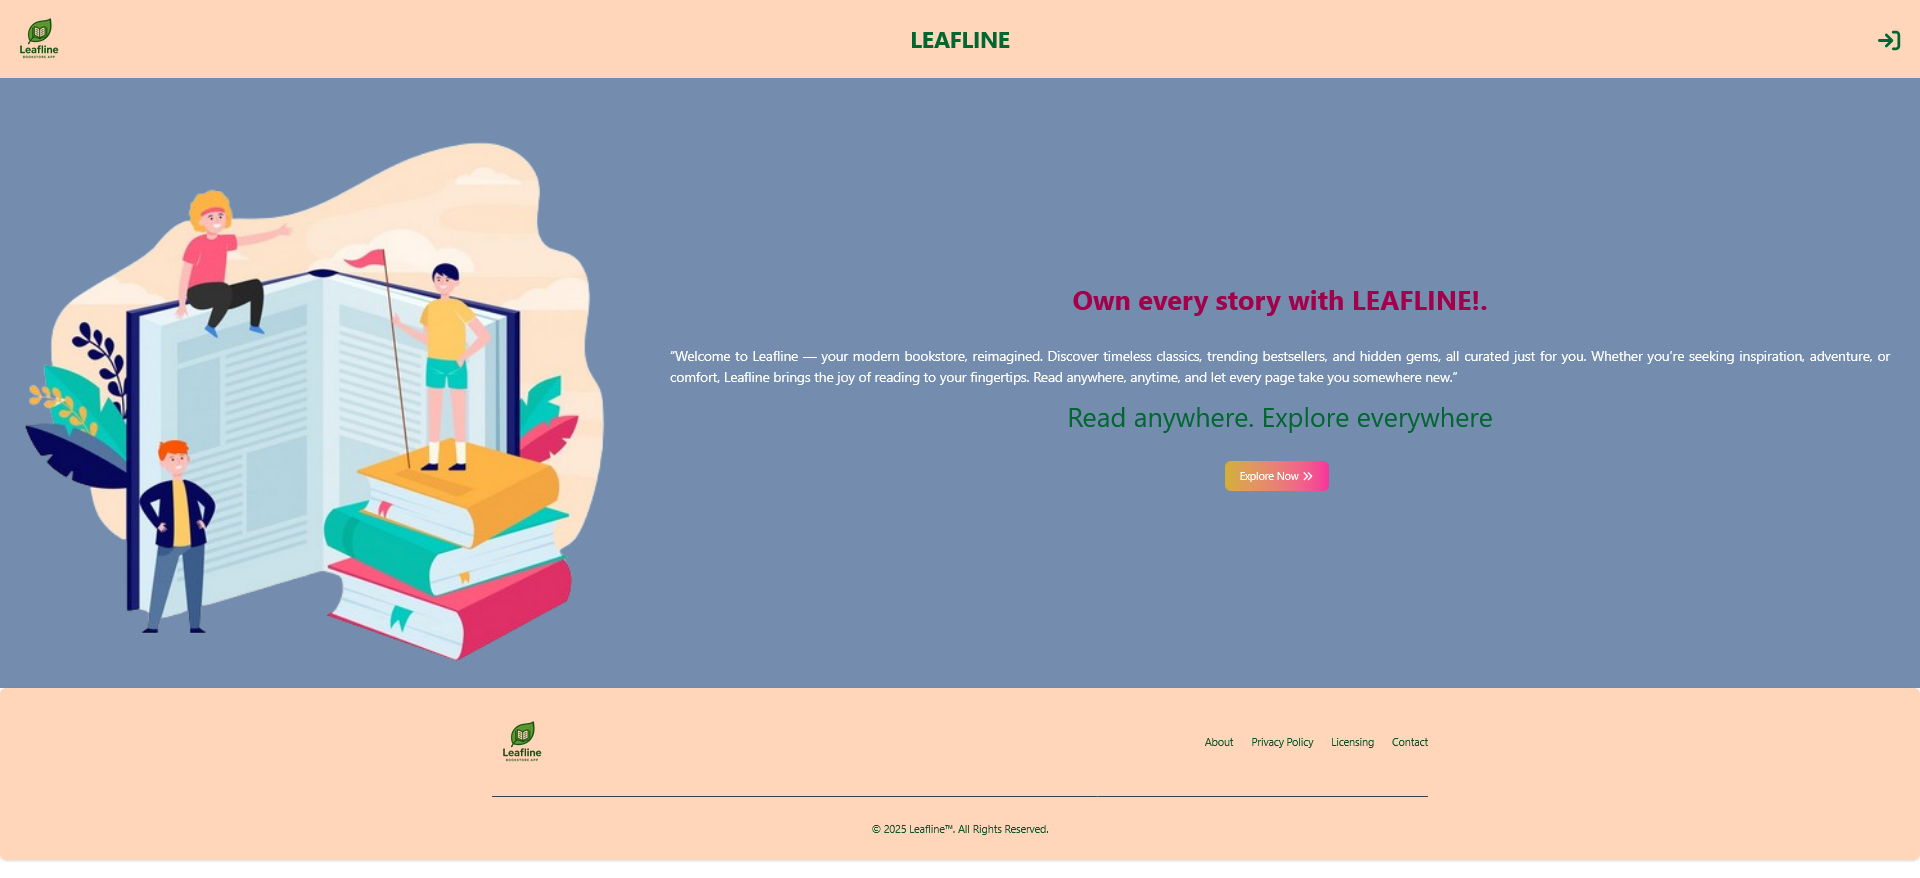 Leafline
BOOKSTORE APP
LEAFLINE
Own every story with LEAFLINE!.
"Welcome to Leafline — your modern bookstore, reimagined. Discover timeless classics, trending bestsellers, and hidden gems, all curated just for you. Whether you're seeking inspiration, adventure, or
comfort, Leafline brings the joy of reading to your fingertips. Read anywhere, anytime, and let every page take you somewhere new."
Read anywhere. Explore everywhere
Explore Now
Leafline
BOOKSTORE APP
About Privacy Policy Licensing Contact
© 2025 Leafline™. All Rights Reserved.